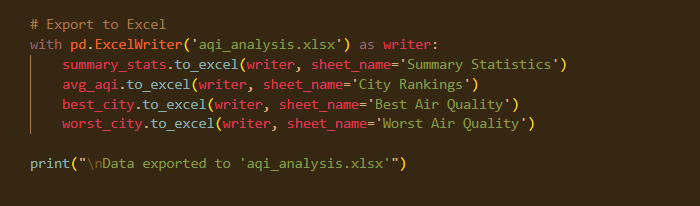 # Export to Excel
with pd.ExcelWriter('aqi_analysis.xlsx') as writer:
    summary_stats.to_excel(writer, sheet_name='Summary Statistics')
    avg_aqi.to_excel(writer, sheet_name='City Rankings')
    best_city.to_excel(writer, sheet_name='Best Air Quality')
    worst_city.to_excel(writer, sheet_name='Worst Air Quality')
print("\nData exported to 'aqi_analysis.xlsx'")